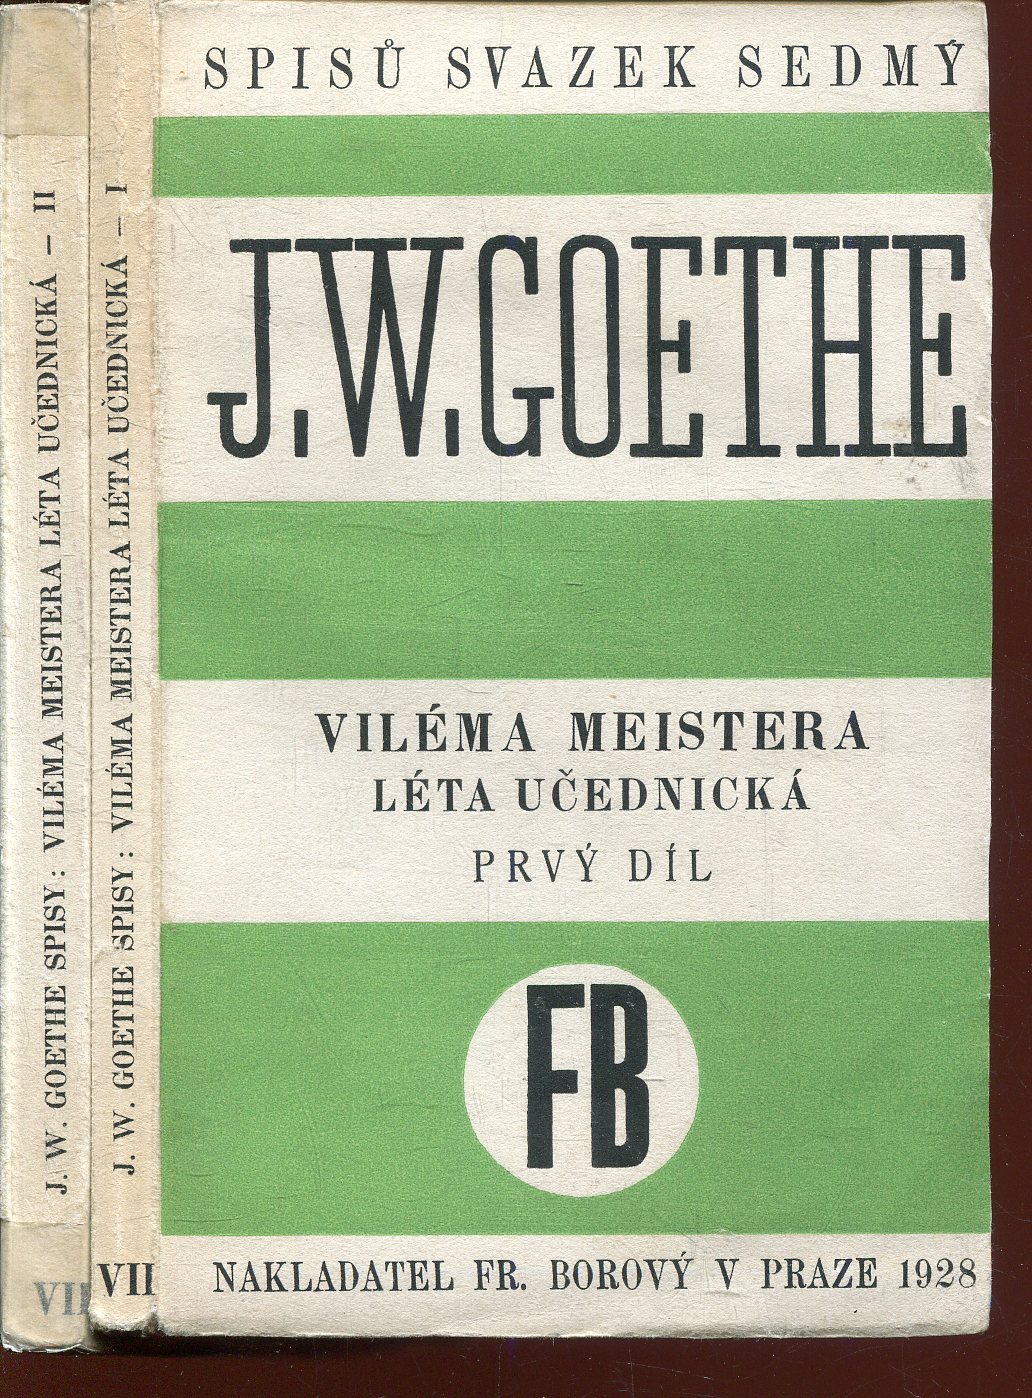 SPISŮ SVAZEK SEDMÝ
J. W. GOETHE
VILÉMA MEISTERA
LÉTA UČEDNICKÁ
PRVÝ DÍL
FB
NAKLADATEL FR. BOROVÝ V PRAZE 1928
J. W. GOETHE SPISY: VILÉMA MEISTERA LÉTA UČEDNICKÁ – I
VII
J. W. GOETHE SPISY: VILÉMA MEISTERA LÉTA UČEDNICKÁ – II